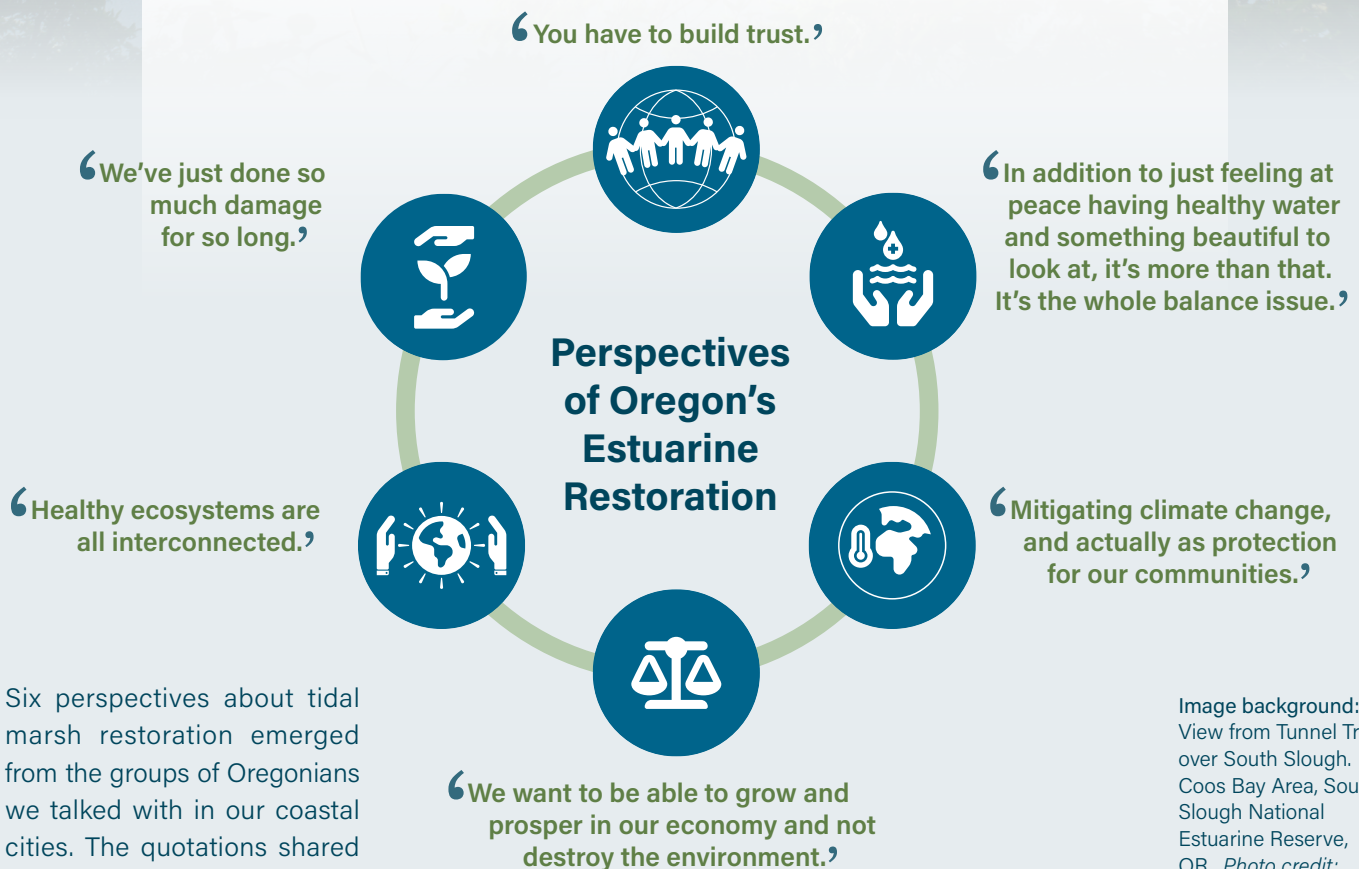 ‘You have to build trust.’
‘We’ve just done so
much damage
for so long.’
‘In addition to just feeling at
peace having healthy water
and something beautiful to
look at, it’s more than that.
It’s the whole balance issue.’
Perspectives
of Oregon’s
Estuarine
Restoration
‘Healthy ecosystems are
all interconnected.’
‘Mitigating climate change,
and actually as protection
for our communities.’
‘We want to be able to grow and
prosper in our economy and not
destroy the environment.’
Six perspectives about tidal
marsh restoration emerged
from the groups of Oregonians
we talked with in our coastal
cities. The quotations shared
Image background:
View from Tunnel
over South Slough.
Coos Bay Area,
Slough National
Estuarine Reserve,
OR. Photo credit: